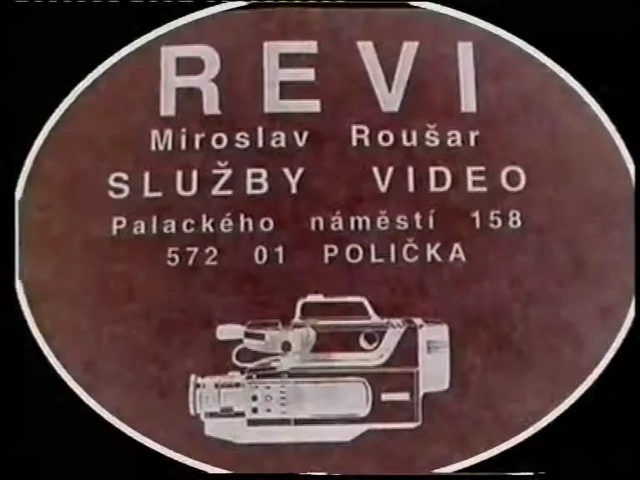 REVI
Miroslav Roušar
SLUŽBY VIDEO
Palackého náměstí 158
572 01 POLIČKA